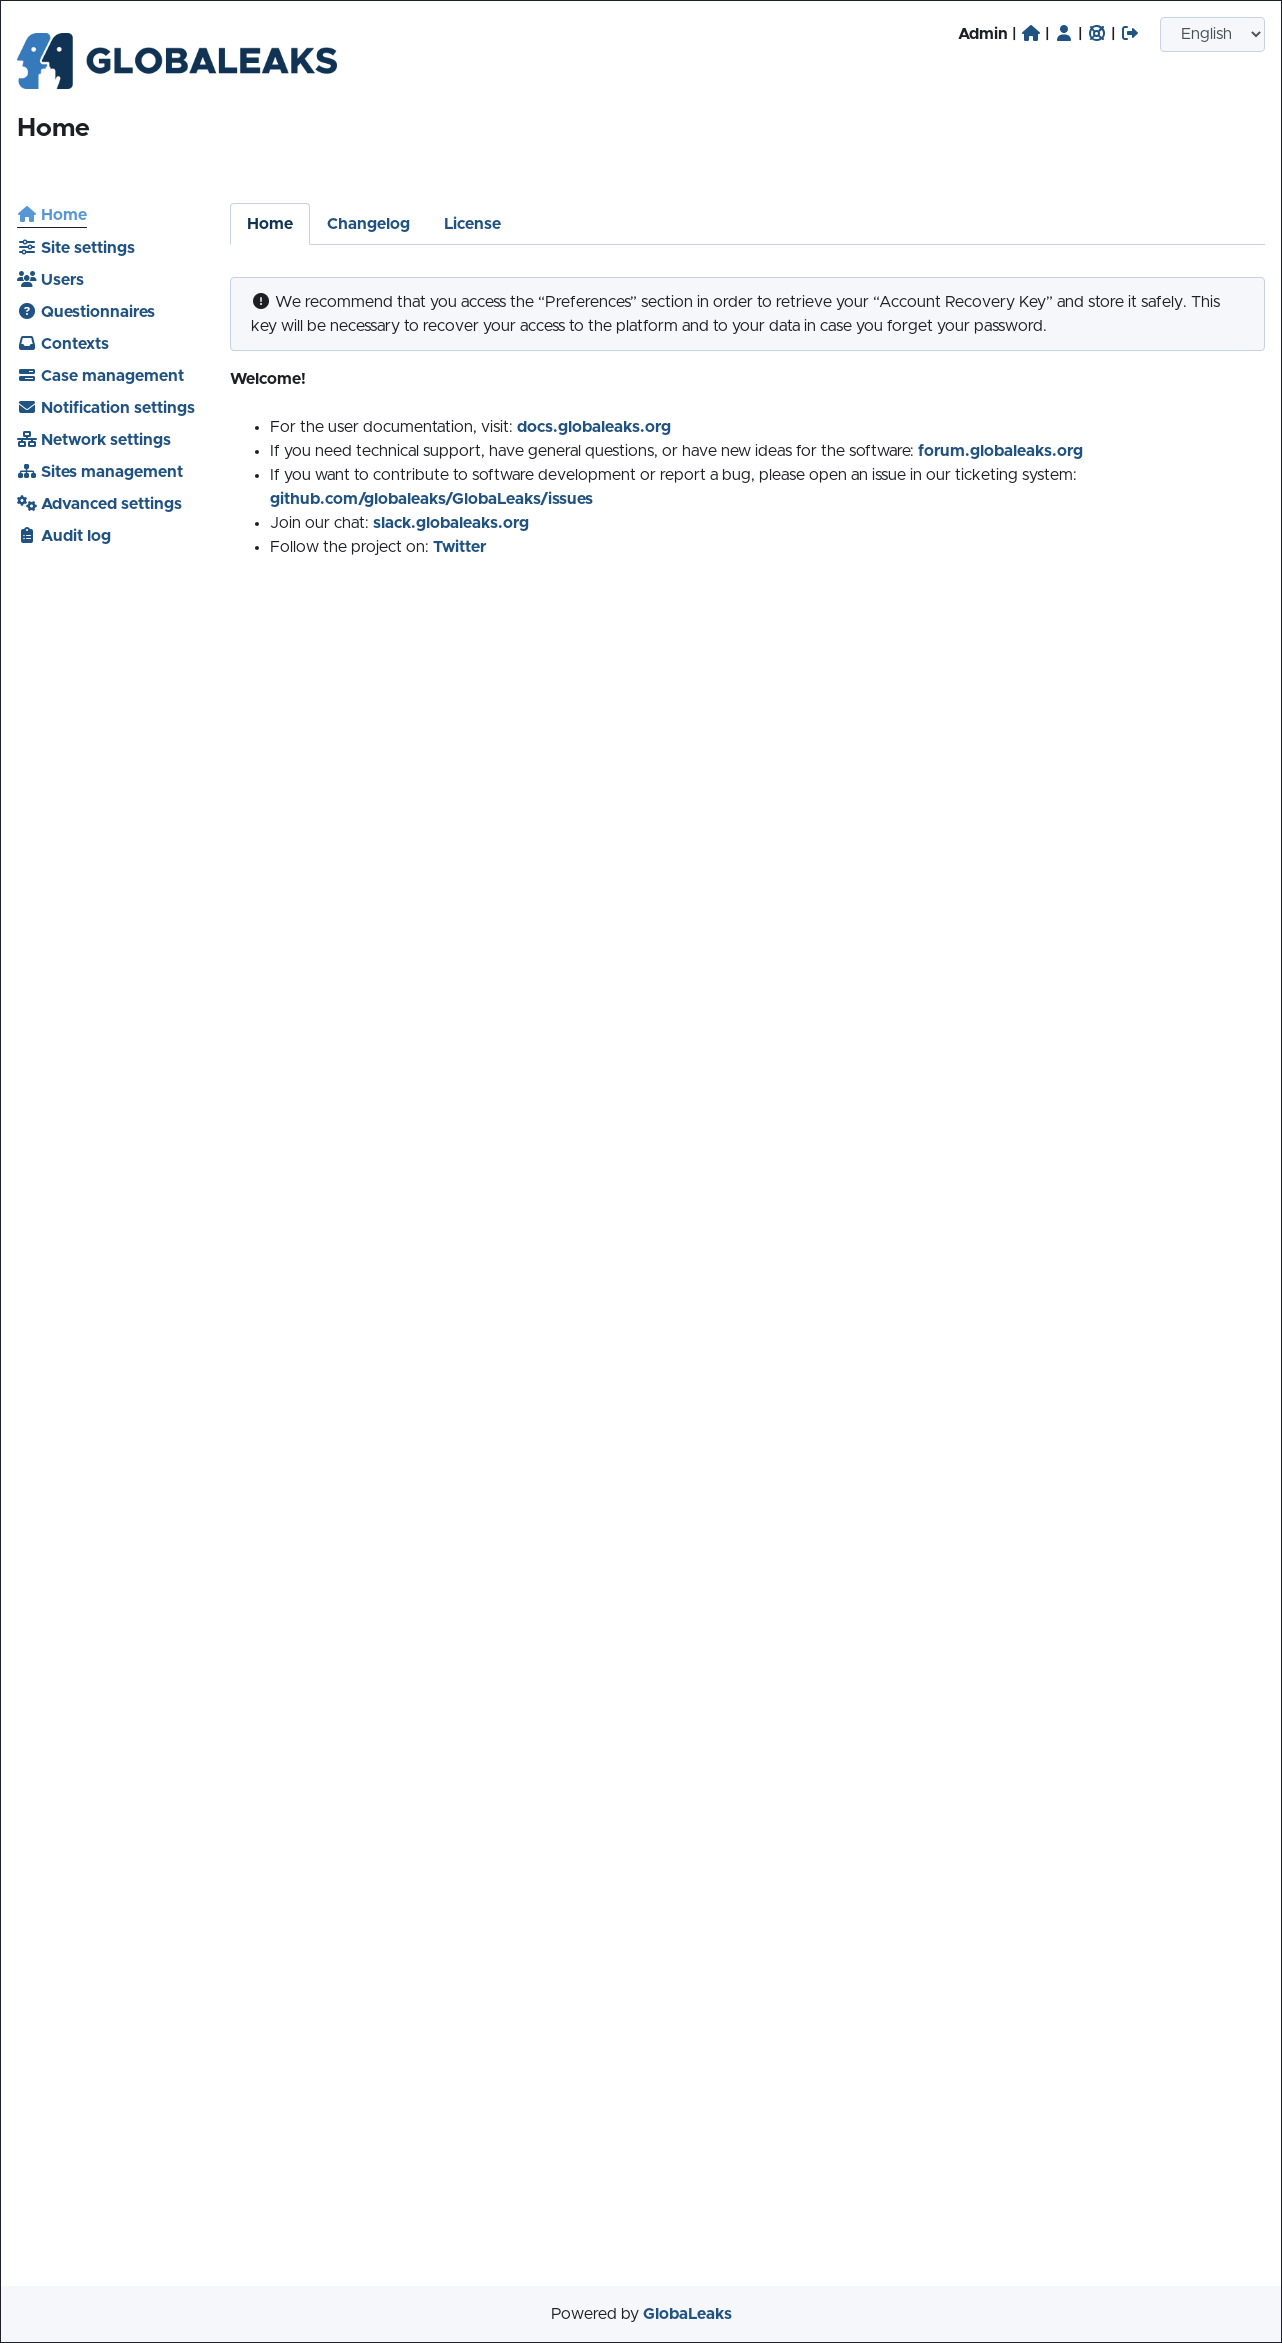 GLOBALEAKS
Admin | | | |
English
Home
Home
Site settings
Users
Questionnaires
Contexts
Case management
Notification settings
Network settings
Sites management
Advanced settings
Audit log
Home Changelog License
We recommend that you access the “Preferences” section in order to retrieve your “Account Recovery Key” and store it safely. This
key will be necessary to recover your access to the platform and to your data in case you forget your password.
Welcome!
• For the user documentation, visit: docs.globaleaks.org
• If you need technical support, have general questions, or have new ideas for the software: forum.globaleaks.org
• If you want to contribute to software development or report a bug, please open an issue in our ticketing system:
github.com/globaleaks/GlobaLeaks/issues
• Join our chat: slack.globaleaks.org
• Follow the project on: Twitter
Powered by GlobaLeaks